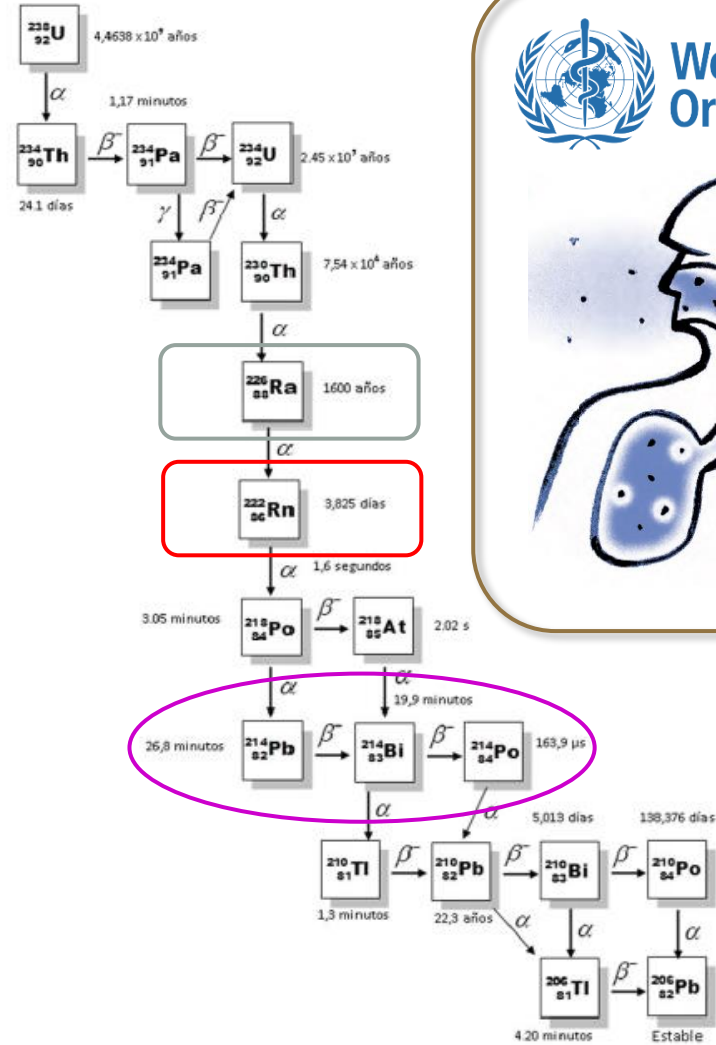 238 92 U 4,4638 x 10⁹ años
α
1,17 minutos
234 90 Th β⁻ 234 91 Pa β⁻ 234 92 U 2.45 x 10⁵ años
24.1 días
γ β⁻ α
234 91 Pa 230 90 Th 7,54 x 10⁴ años
α
226 88 Ra 1600 años
α
222 86 Rn 3,825 días
α 1,6 segundos
3.05 minutos 218 84 Po β⁻ 218 85 At 2.02 s
α α
19,9 minutos
26,8 minutos 214 82 Pb β⁻ 214 83 Bi β⁻ 214 84 Po 163,9 µs
α α
5,013 días 138,376 días
210 81 Tl β⁻ 210 82 Pb β⁻ 210 83 Bi β⁻ 210 84 Po
1,3 minutos 22,3 años
α α α
206 81 Tl β⁻ 206 82 Pb
4.20 minutos Estable